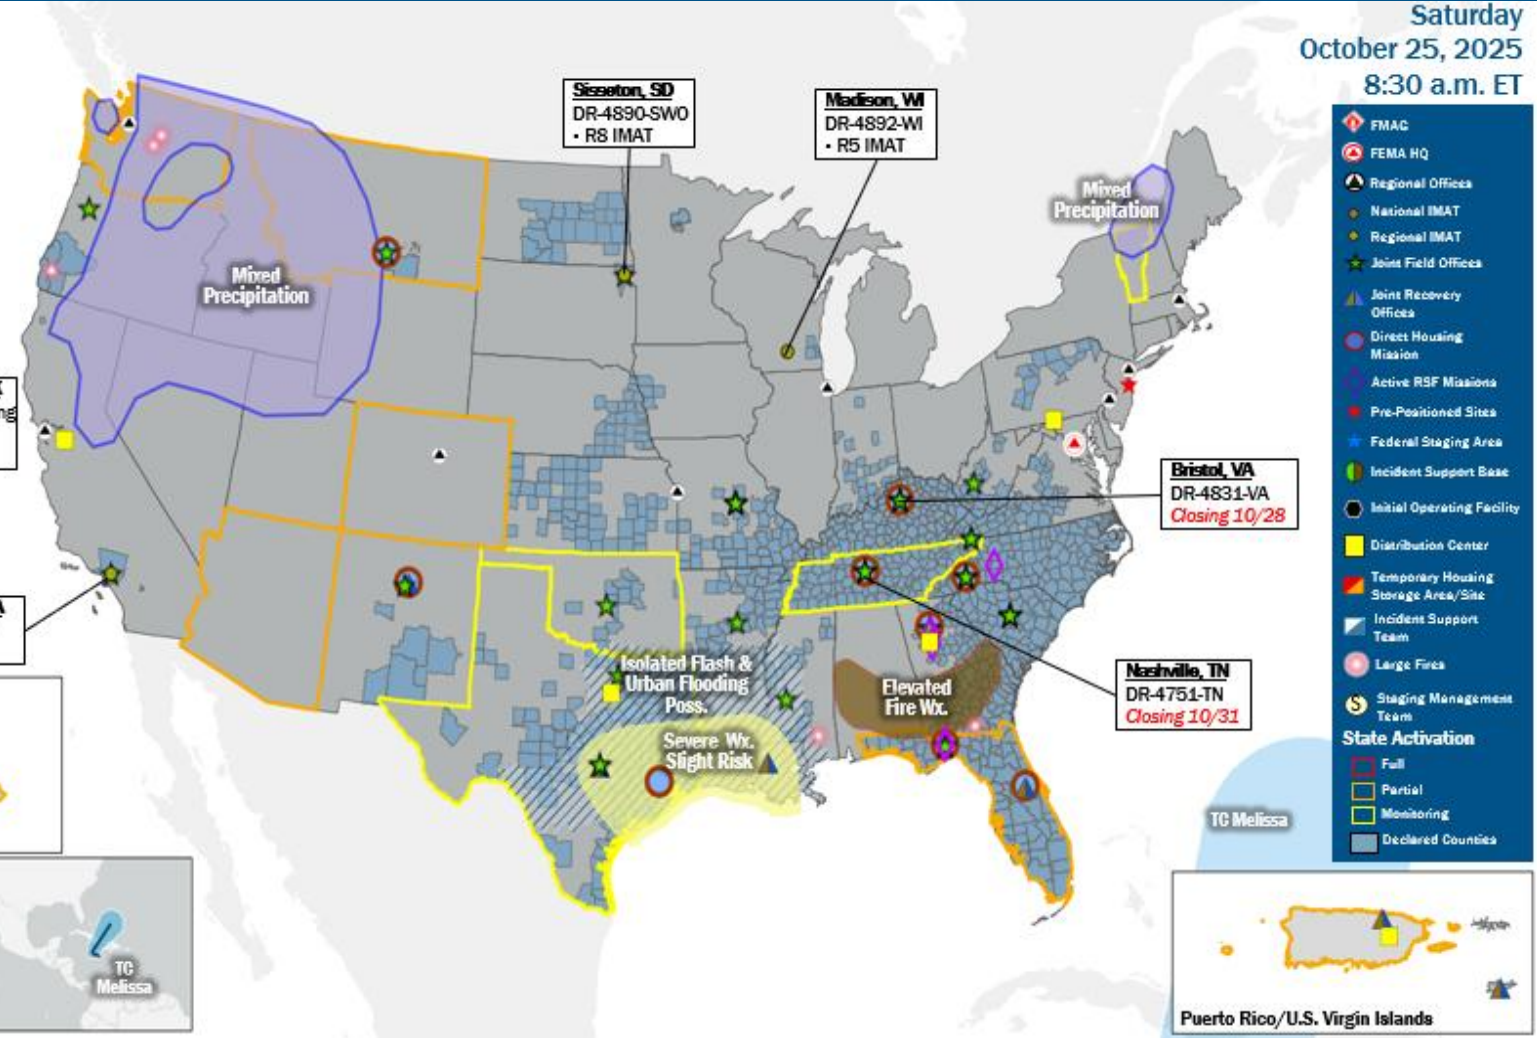 Saturday
October 25, 2025
8:30 a.m. ET
Sisseton, SD
DR-4890-SWO
• R8 IMAT
Madison, WI
DR-4892-WI
• R5 IMAT
Mixed
Precipitation
Mixed
Precipitation
Bristol, VA
DR-4831-VA
Closing 10/28
Nashville, TN
DR-4751-TN
Closing 10/31
Isolated Flash &
Urban Flooding
Poss.
Severe Wx.
Slight Risk
Elevated
Fire Wx.
TC Melissa
TC
Melissa
Puerto Rico/U.S. Virgin Islands
FMAG
FEMA HQ
Regional Offices
National IMAT
Regional IMAT
Joint Field Offices
Joint Recovery
Offices
Direct Housing
Mission
Active RSF Missions
Pre-Positioned Sites
Federal Staging Area
Incident Support Base
Initial Operating Facility
Distribution Center
Temporary Housing
Storage Area/Site
Incident Support
Team
Large Fires
S
Staging Management
Team
State Activation
Full
Partial
Monitoring
Declared Counties